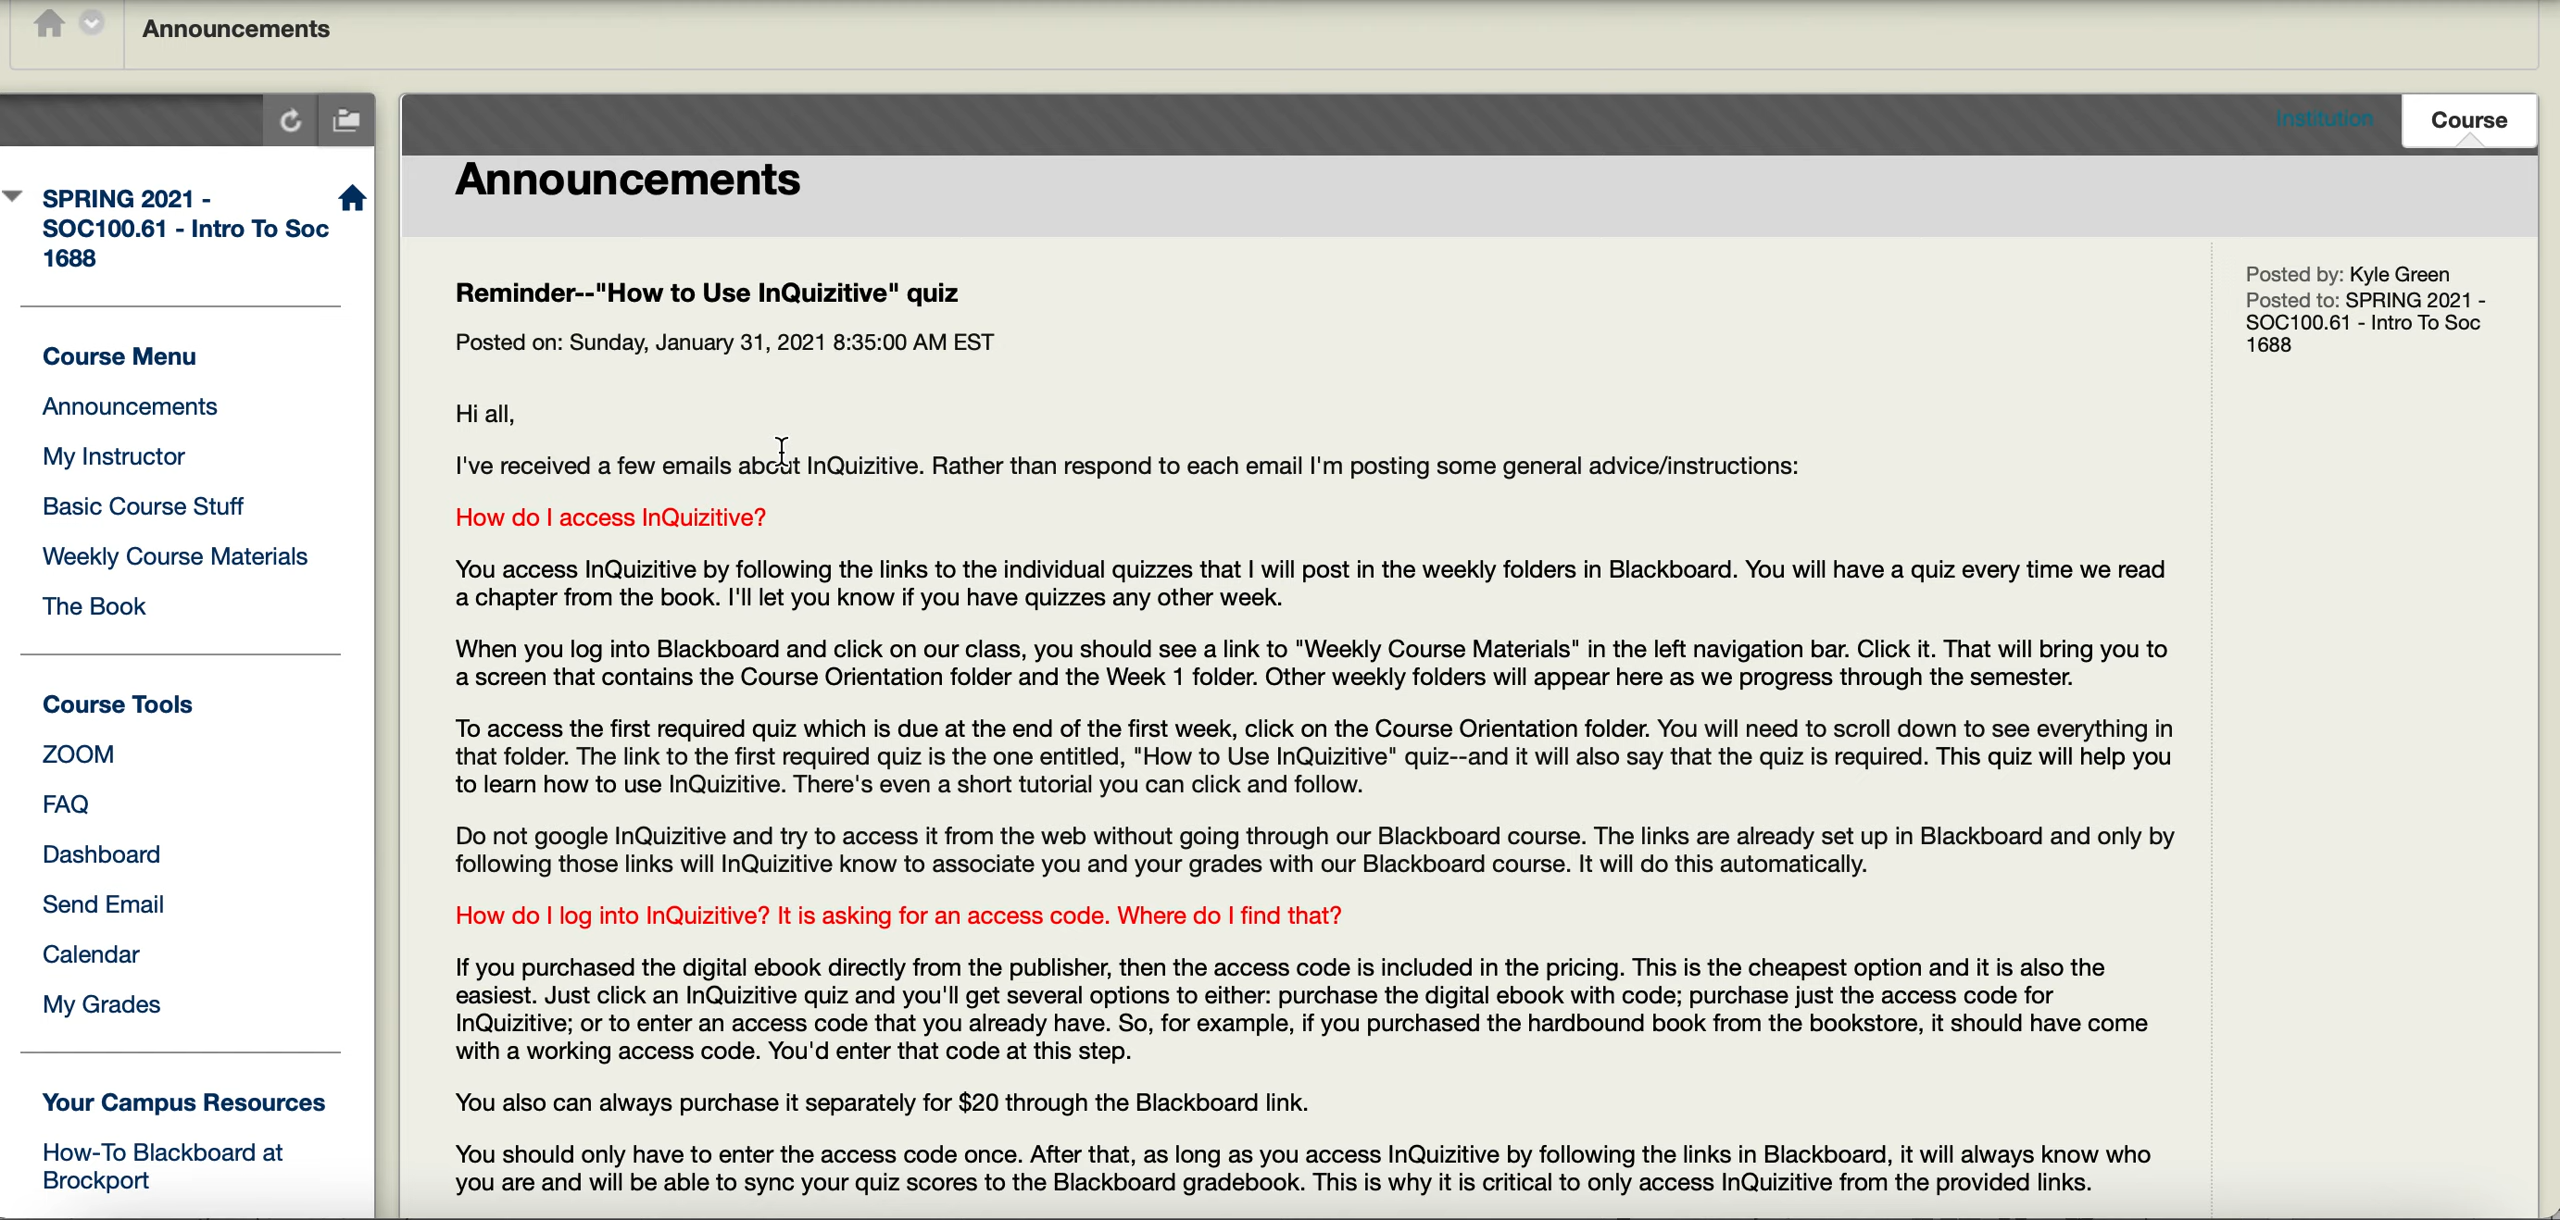 Announcements
Institution
Course
SPRING 2021 -
SOC100.61 - Intro To Soc
1688
Course Menu
Announcements
My Instructor
Basic Course Stuff
Weekly Course Materials
The Book
Course Tools
ZOOM
FAQ
Dashboard
Send Email
Calendar
My Grades
Your Campus Resources
How-To Blackboard at
Brockport
Announcements
Reminder--"How to Use InQuizitive" quiz
Posted on: Sunday, January 31, 2021 8:35:00 AM EST
Hi all,
I've received a few emails about InQuizitive. Rather than respond to each email I'm posting some general advice/instructions:
How do I access InQuizitive?
You access InQuizitive by following the links to the individual quizzes that I will post in the weekly folders in Blackboard. You will have a quiz every time we read
a chapter from the book. I'll let you know if you have quizzes any other week.
When you log into Blackboard and click on our class, you should see a link to "Weekly Course Materials" in the left navigation bar. Click it. That will bring you to
a screen that contains the Course Orientation folder and the Week 1 folder. Other weekly folders will appear here as we progress through the semester.
To access the first required quiz which is due at the end of the first week, click on the Course Orientation folder. You will need to scroll down to see everything in
that folder. The link to the first required quiz is the one entitled, "How to Use InQuizitive" quiz--and it will also say that the quiz is required. This quiz will help you
to learn how to use InQuizitive. There's even a short tutorial you can click and follow.
Do not google InQuizitive and try to access it from the web without going through our Blackboard course. The links are already set up in Blackboard and only by
following those links will InQuizitive know to associate you and your grades with our Blackboard course. It will do this automatically.
How do I log into InQuizitive? It is asking for an access code. Where do I find that?
If you purchased the digital ebook directly from the publisher, then the access code is included in the pricing. This is the cheapest option and it is also the
easiest. Just click an InQuizitive quiz and you'll get several options to either: purchase the digital ebook with code; purchase just the access code for
InQuizitive; or to enter an access code that you already have. So, for example, if you purchased the hardbound book from the bookstore, it should have come
with a working access code. You'd enter that code at this step.
You also can always purchase it separately for $20 through the Blackboard link.
You should only have to enter the access code once. After that, as long as you access InQuizitive by following the links in Blackboard, it will always know who
you are and will be able to sync your quiz scores to the Blackboard gradebook. This is why it is critical to only access InQuizitive from the provided links.
Posted by: Kyle Green
Posted to: SPRING 2021 -
SOC100.61 - Intro To Soc
1688